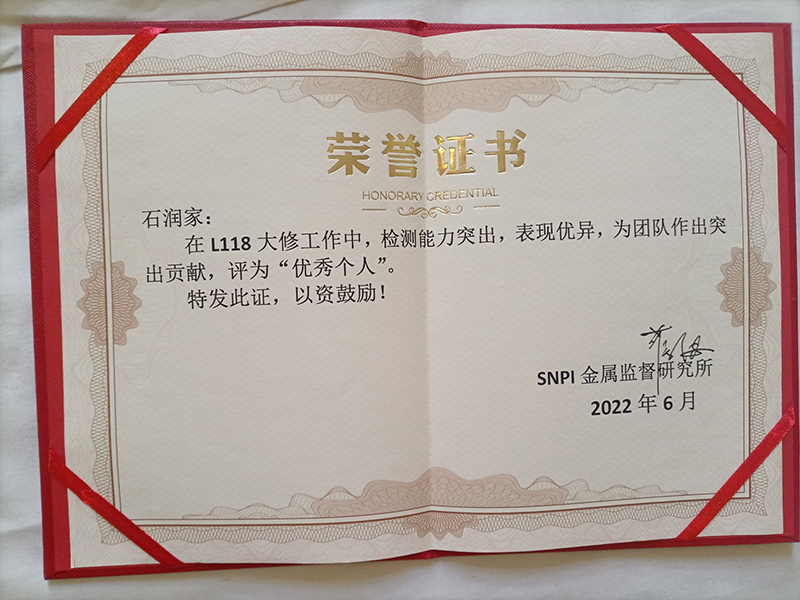 荣誉证书
HONORARY CREDENTIAL
石润家：
在 L118 大修工作中，检测能力突出，表现优异，为团队作出突
出贡献，评为“优秀个人”。
特发此证，以资鼓励！
SNPI 金属监督研究所
2022 年 6 月